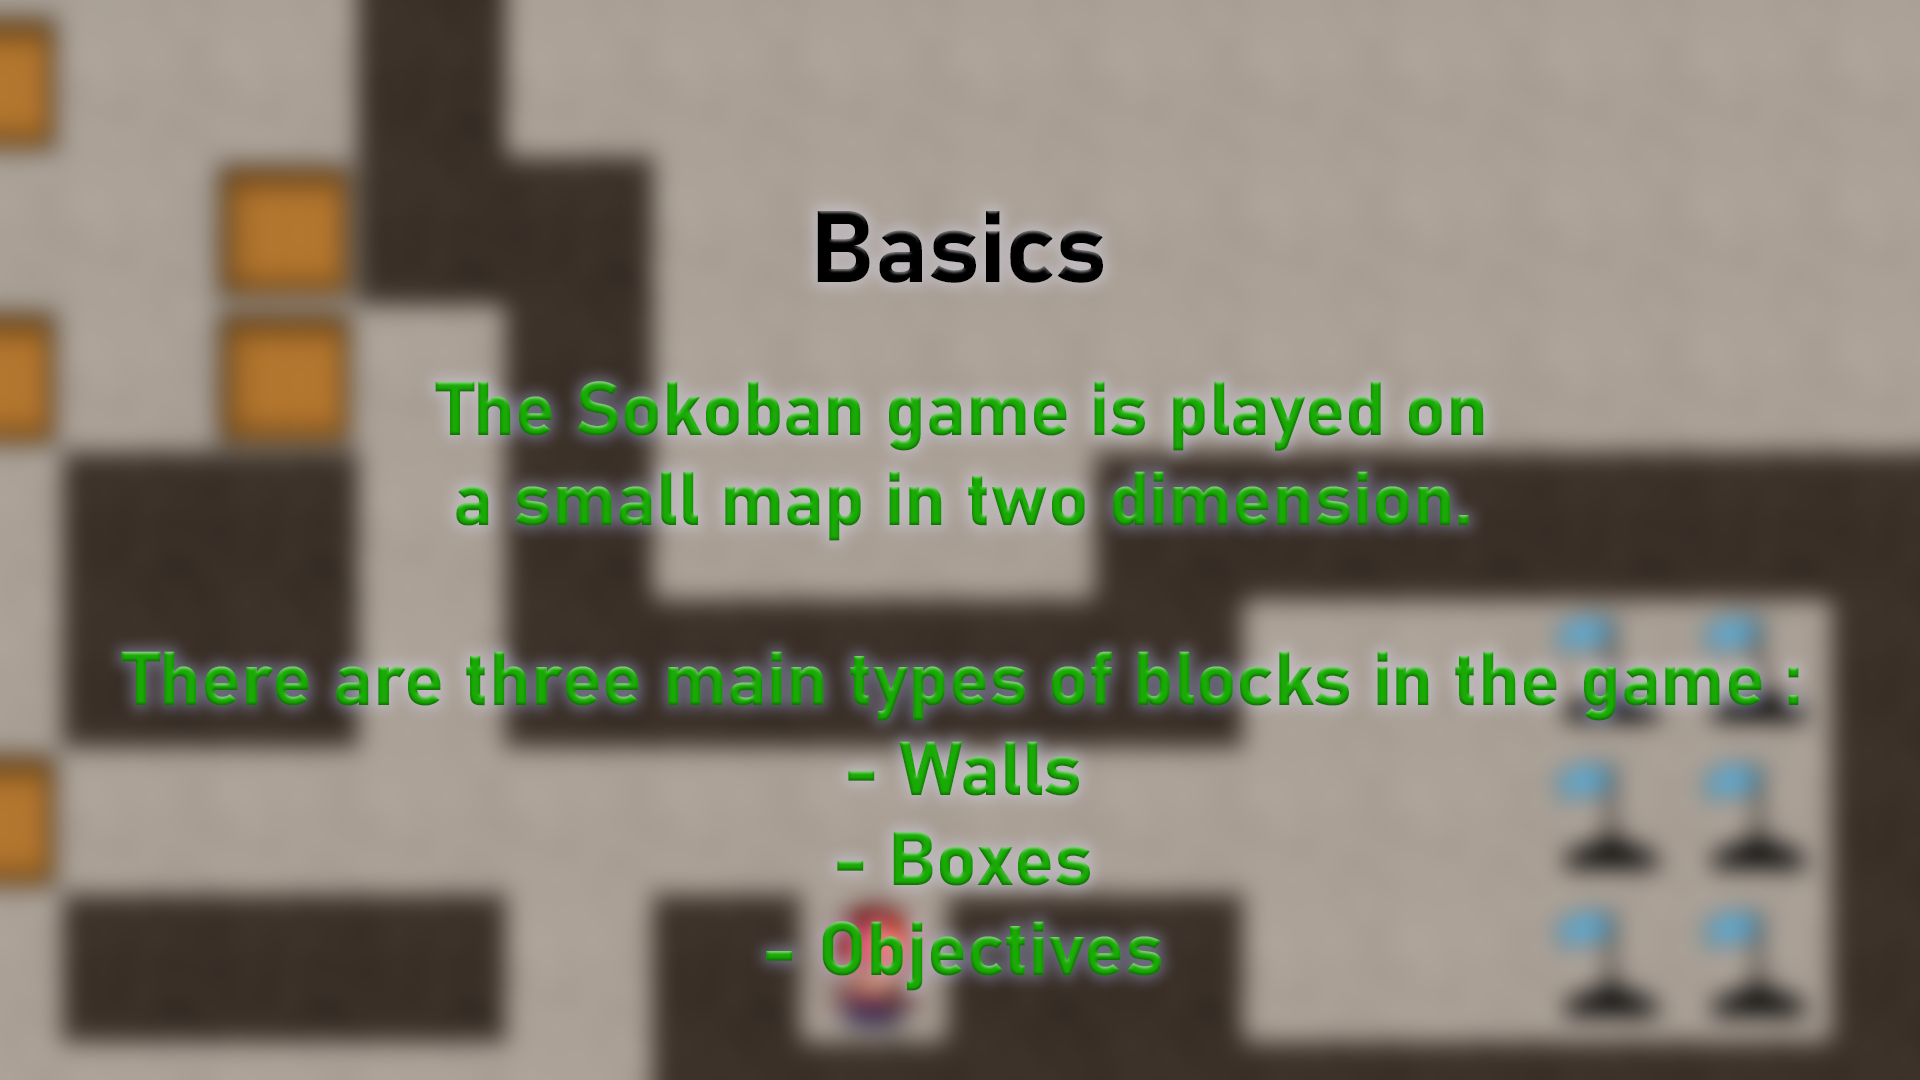 Basics
The Sokoban game is played on
a small map in two dimension.
There are three main types of blocks in the game :
- Walls
- Boxes
- Objectives